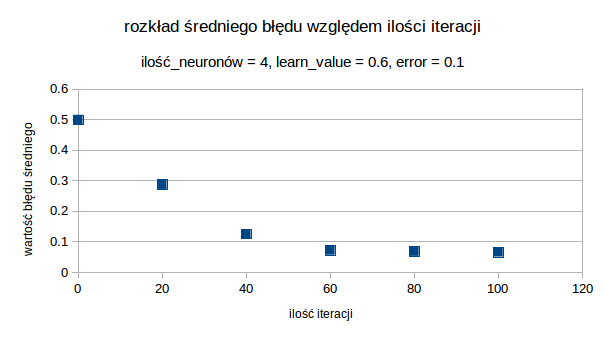 rozkład średniego błędu względem ilości iteracji
ilość_neuronów = 4, learn_value = 0.6, error = 0.1
wartość błędu średniego
0.6
0.5
0.4
0.3
0.2
0.1
0
0 20 40 60 80 100 120
ilość iteracji